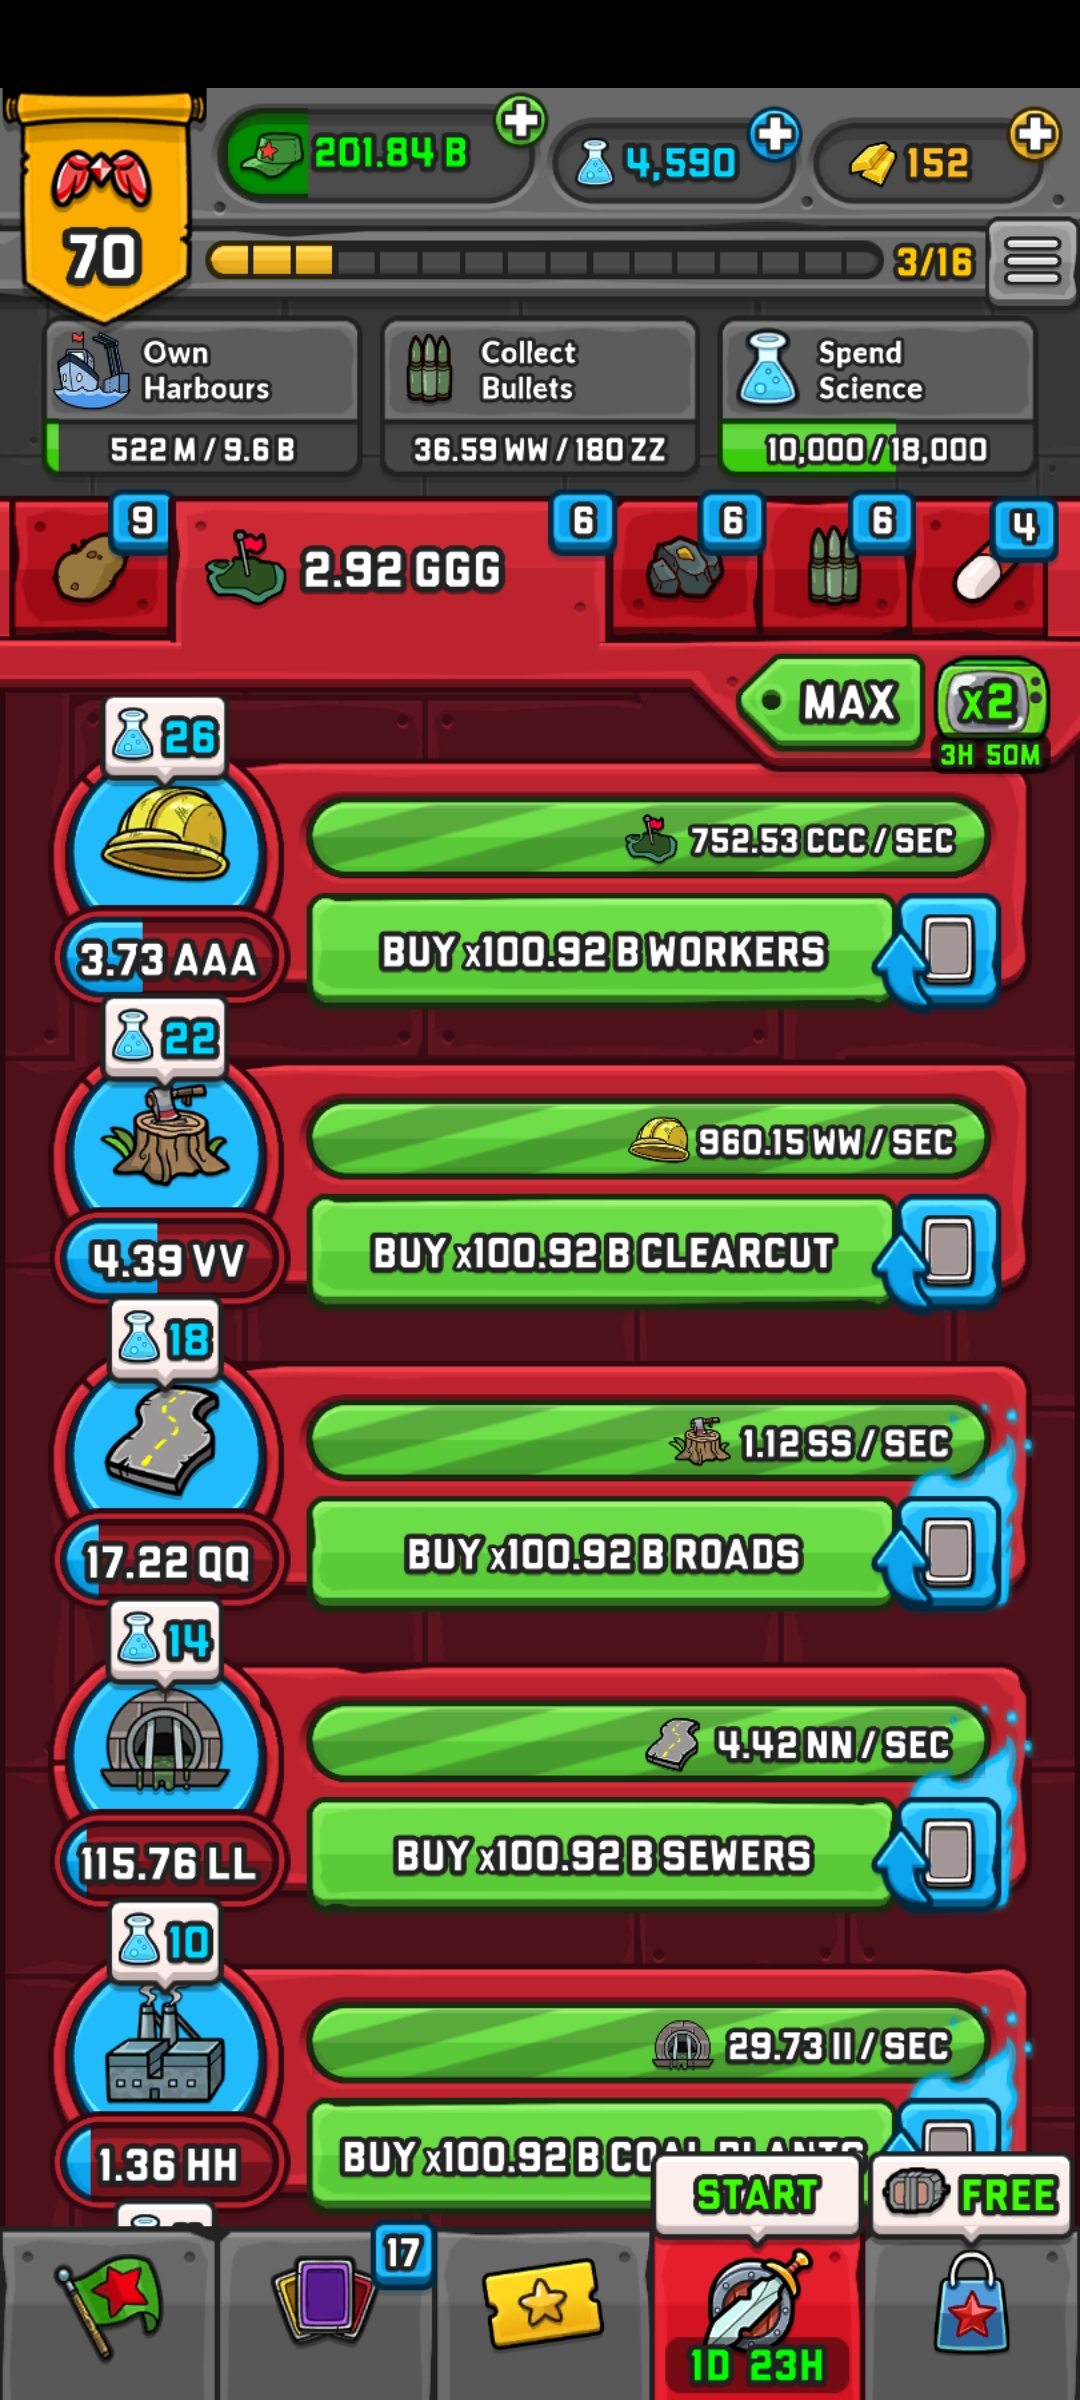 201.84 B
4,590
152
70
3/16
Own
Harbours
522 M / 9.6 B
Collect
Bullets
36.59 WW / 180 ZZ
Spend
Science
10,000 / 18,000
9
2.92 GGG
6
6
6
4
MAX
x2
3H 50M
26
752.53 CCC / SEC
BUY x100.92 B WORKERS
3.73 AAA
22
960.15 WW / SEC
BUY x100.92 B CLEARCUT
4.39 VV
18
1.12 SS / SEC
BUY x100.92 B ROADS
17.22 QQ
14
4.42 NN / SEC
BUY x100.92 B SEWERS
115.76 LL
10
29.73 II / SEC
BUY x100.92 B COAL PLANTS
1.36 HH
START
FREE
17
1D 23H